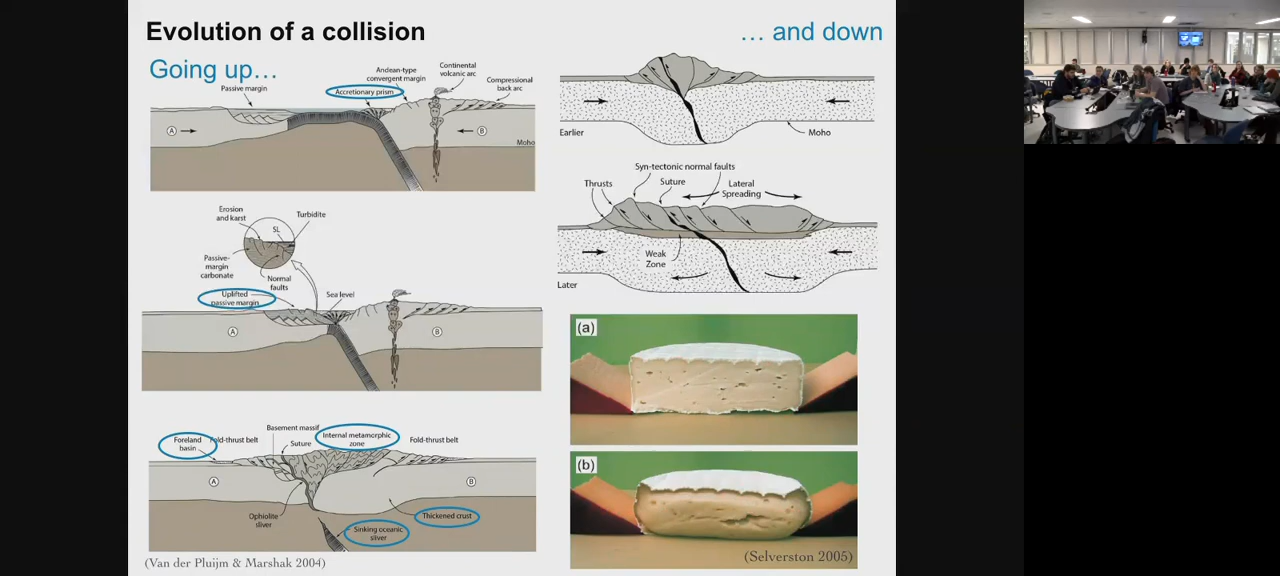 Evolution of a collision
… and down
Going up…
Passive margin
Accretionary prism
Andean-type
convergent margin
Continental
volcanic arc
Compressional
back arc
A
B
Moho
Erosion
and karst
Turbidite
SL
Passive-
margin
carbonate
Normal
faults
Uplifted
passive margin
Sea level
A
B
Foreland
basin
Fold-thrust belt
Basement massif
Suture
Internal metamorphic
zone
Fold-thrust belt
A
B
Ophiolite
sliver
Sinking oceanic
sliver
Thickened crust
(Van der Pluijm & Marshak 2004)
Earlier
Moho
Syn-tectonic normal faults
Thrusts
Suture
Lateral
Spreading
Weak
Zone
Later
(a)
(b)
(Selverston 2005)